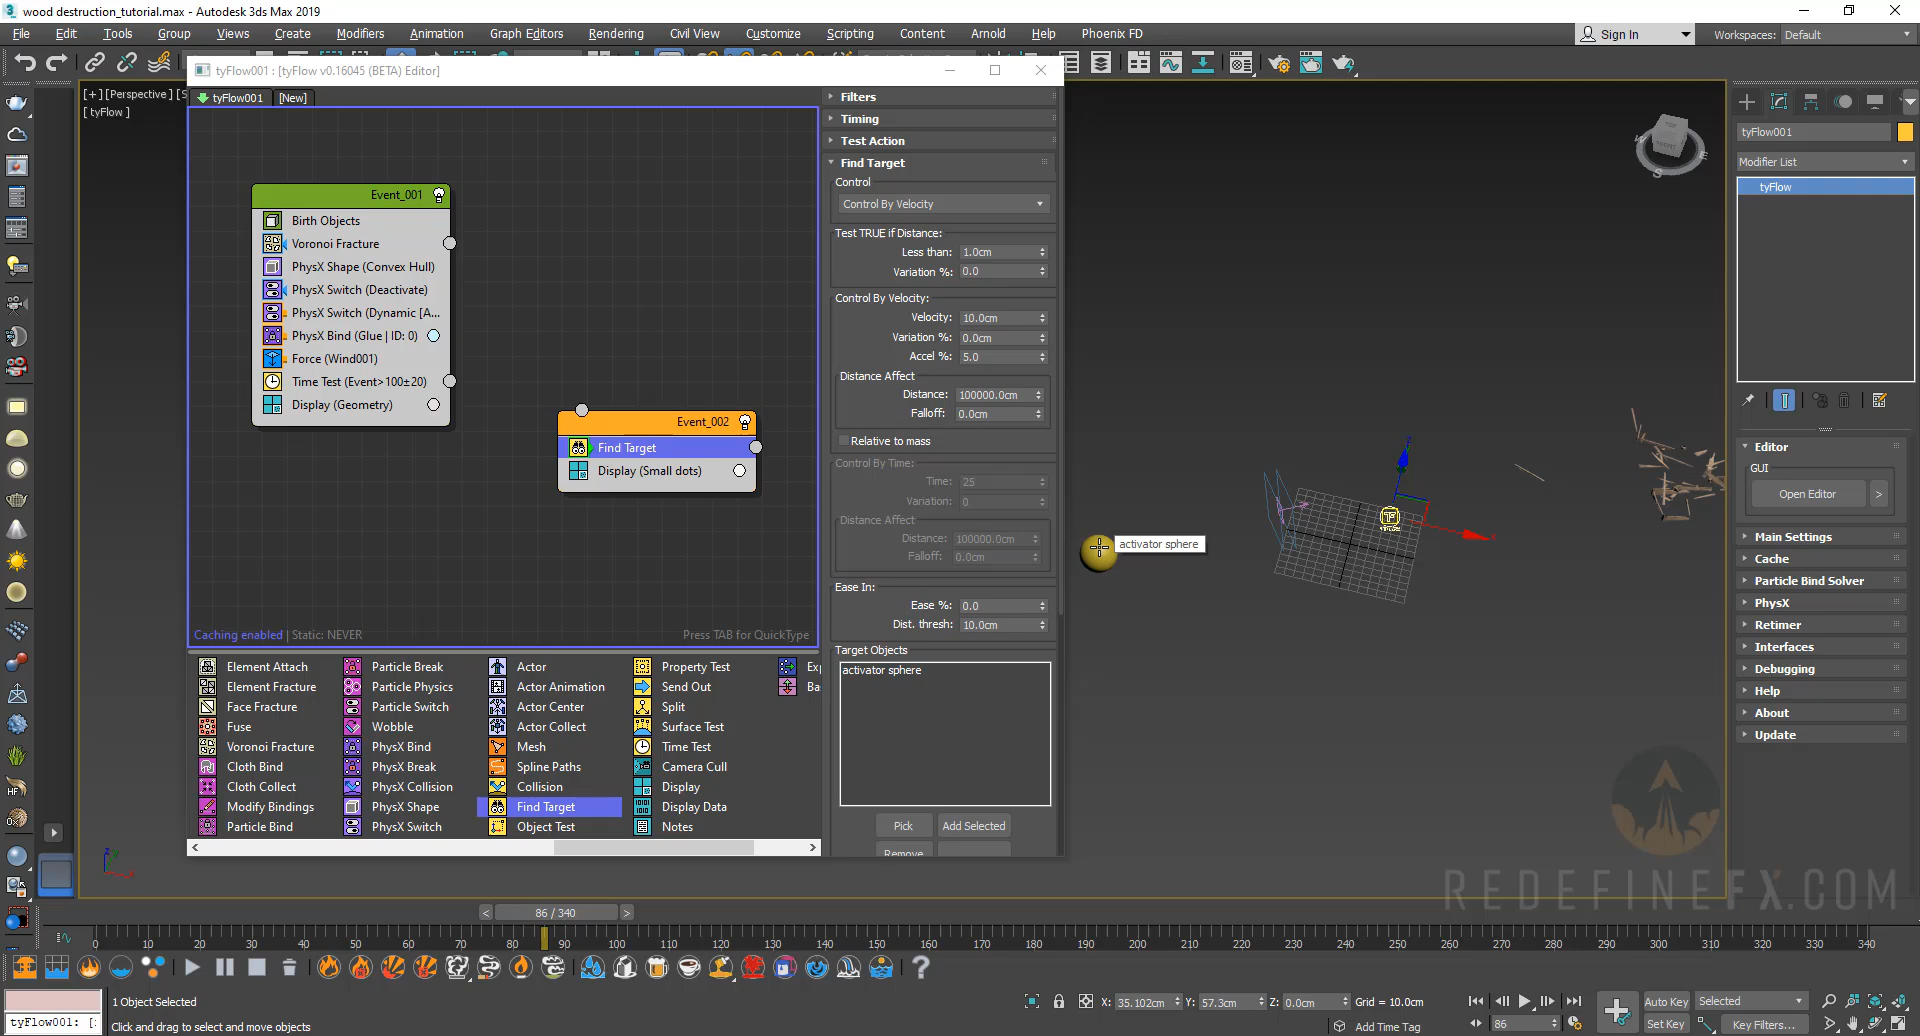 wood destruction_tutorial.max - Autodesk 3ds Max 2019
File Edit Tools Group Views Create Modifiers Animation Graph Editors Rendering Civil View Customize Scripting Content Arnold Help Phoenix FD
Sign In Workspaces: Default
tyFlow001 : [tyFlow v0.16045 (BETA) Editor]
[+] [Perspective ] [S
[ tyFlow ]
tyFlow001 [New]
Event_001
Birth Objects
Voronoi Fracture
PhysX Shape (Convex Hull)
PhysX Switch (Deactivate)
PhysX Switch (Dynamic [A...
PhysX Bind (Glue | ID: 0)
Force (Wind001)
Time Test (Event>100±20)
Display (Geometry)
Event_002
Find Target
Display (Small dots)
Caching enabled | Static: NEVER
Press TAB for QuickType
Filters
Timing
Test Action
Find Target
Control
Control By Velocity
Test TRUE if Distance:
Less than: 1.0cm
Variation %: 0.0
Control By Velocity:
Velocity: 10.0cm
Variation %: 0.0cm
Accel %: 5.0
Distance Affect
Distance: 100000.0cm
Falloff: 0.0cm
Relative to mass
Control By Time:
Time: 25
Variation: 0
Distance Affect
Distance: 100000.0cm
Falloff: 0.0cm
Ease In:
Ease %: 0.0
Dist. thresh: 10.0cm
Target Objects
activator sphere
Pick Add Selected
Remove
Element Attach Particle Break Actor Property Test Exp
Element Fracture Particle Physics Actor Animation Send Out Bas
Face Fracture Particle Switch Actor Center Split
Fuse Wobble Actor Collect Surface Test
Voronoi Fracture PhysX Bind Mesh Time Test
Cloth Bind PhysX Break Spline Paths Camera Cull
Cloth Collect PhysX Collision Collision Display
Modify Bindings PhysX Shape Find Target Display Data
Particle Bind PhysX Switch Object Test Notes
activator sphere
tyFlow001
Modifier List
tyFlow
Editor
GUI
Open Editor >
Main Settings
Cache
Particle Bind Solver
PhysX
Retimer
Interfaces
Debugging
Help
About
Update
REDEFINEFX.COM
< 86 / 340 >
0 10 20 30 40 50 60 70 80 90 100 110 120 130 140 150 160 170 180 190 200 210 220 230 240 250 260 270 280 290 300 310 320 330 340
1 Object Selected
X: 35.102cm Y: 57.3cm Z: 0.0cm Grid = 10.0cm
Auto Key Selected
tyFlow001: [:
Click and drag to select and move objects
Add Time Tag
86
Set Key Key Filters...